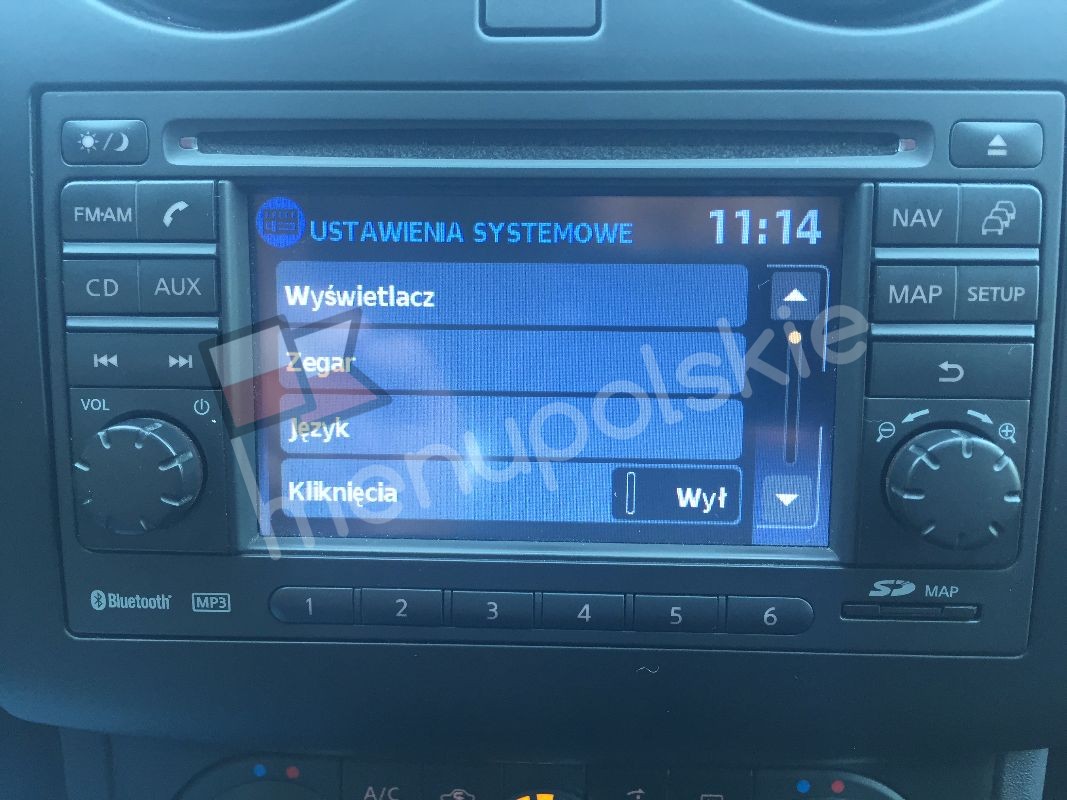 FM·AM
NAV
USTAWIENIA SYSTEMOWE 11:14
CD AUX
MAP SETUP
Wyświetlacz
Zegar
Język
Kliknięcia Wył
VOL
menupolskie
Bluetooth MP3
1 2 3 4 5 6
SD MAP
A/C